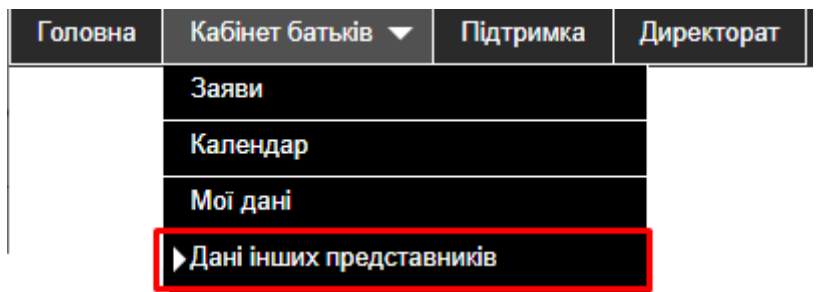 Головна Кабінет батьків Підтримка Директорат
Заяви
Календар
Мої дані
Дані інших представників